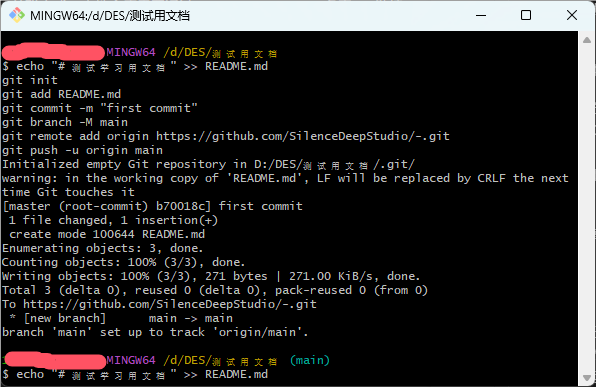 MINGW64:/d/DES/测试用文档
MINGW64 /d/DES/测试用文档
$ echo "# 测试学习用文档" >> README.md
git init
git add README.md
git commit -m "first commit"
git branch -M main
git remote add origin https://github.com/SilenceDeepStudio/-.git
git push -u origin main
Initialized empty Git repository in D:/DES/测试用文档/.git/
warning: in the working copy of 'README.md', LF will be replaced by CRLF the next
time Git touches it
[master (root-commit) b70018c] first commit
 1 file changed, 1 insertion(+)
 create mode 100644 README.md
Enumerating objects: 3, done.
Counting objects: 100% (3/3), done.
Writing objects: 100% (3/3), 271 bytes | 271.00 KiB/s, done.
Total 3 (delta 0), reused 0 (delta 0), pack-reused 0 (from 0)
To https://github.com/SilenceDeepStudio/-.git
 * [new branch]      main -> main
branch 'main' set up to track 'origin/main'.
MINGW64 /d/DES/测试用文档 (main)
$ echo "# 测试学习用文档" >> README.md